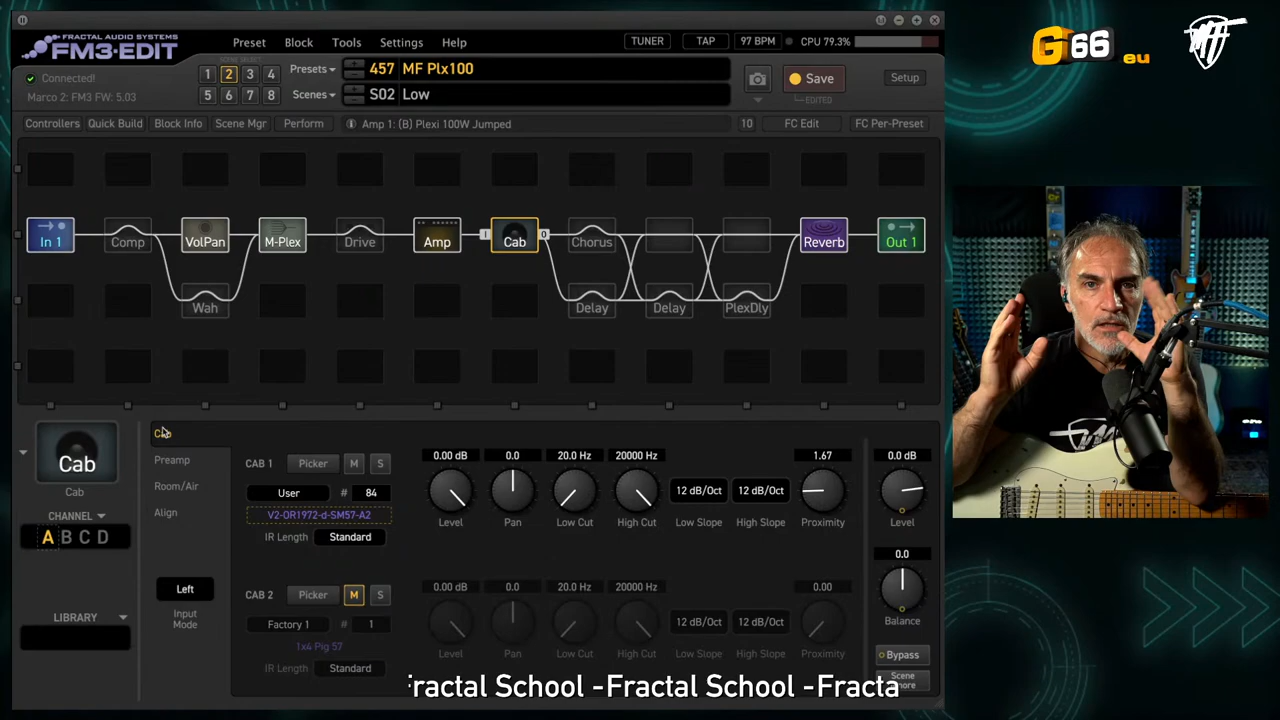 FRACTAL AUDIO SYSTEMS
FM3-EDIT
Preset Block Tools Settings Help
TUNER TAP 97 BPM CPU 79.3%
Connected!
Marco 2: FM3 FW: 5,03
1 2 3 4
5 6 7 8
Presets 457 MF Plx100
Scenes S02 Low
Save
EDITED
Setup
Controllers Quick Build Block Info Scene Mgr Perform
Amp 1: (B) Plexi 100W Jumped
10 FC Edit FC Per-Preset
In 1 Comp VolPan M-Plex Drive Amp I Cab O Chorus Reverb Out 1
Wah Delay Delay PlexDly
Cab
Cab
CHANNEL
A B C D
LIBRARY
Preamp
Room/Air
Align
Left
Input
Mode
CAB 1 Picker M S
User # 84
V2-OR1972-d-SM57-A2
IR Length Standard
0.00 dB 0.0 20.0 Hz 20000 Hz 1.67 0.0 dB
12 dB/Oct 12 dB/Oct
Level Pan Low Cut High Cut Low Slope High Slope Proximity Level
CAB 2 Picker M S
Factory 1 # 1
1x4 Pig 57
IR Length Standard
0.00 dB 0.0 20.0 Hz 20000 Hz 0.00 0.0
12 dB/Oct 12 dB/Oct
Level Pan Low Cut High Cut Low Slope High Slope Proximity Balance
Bypass
Scene
ractal School -Fractal School -Fracta
G66
eu